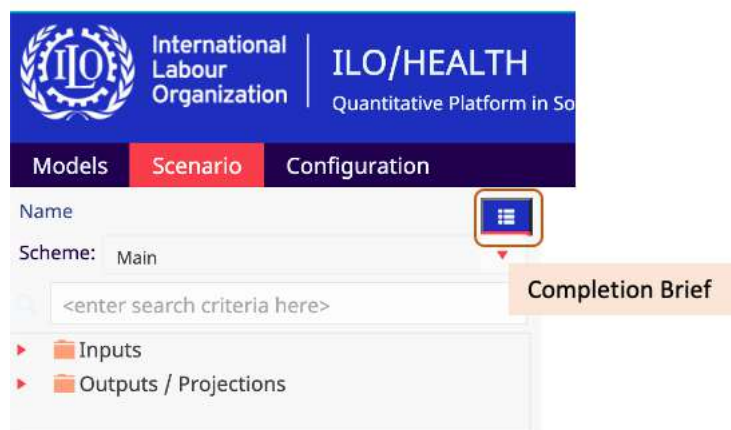 ILO
International
Labour
Organization
ILO/HEALTH
Quantitative Platform in So
Models Scenario Configuration
Name
Scheme: Main
Completion Brief
<enter search criteria here>
Inputs
Outputs / Projections